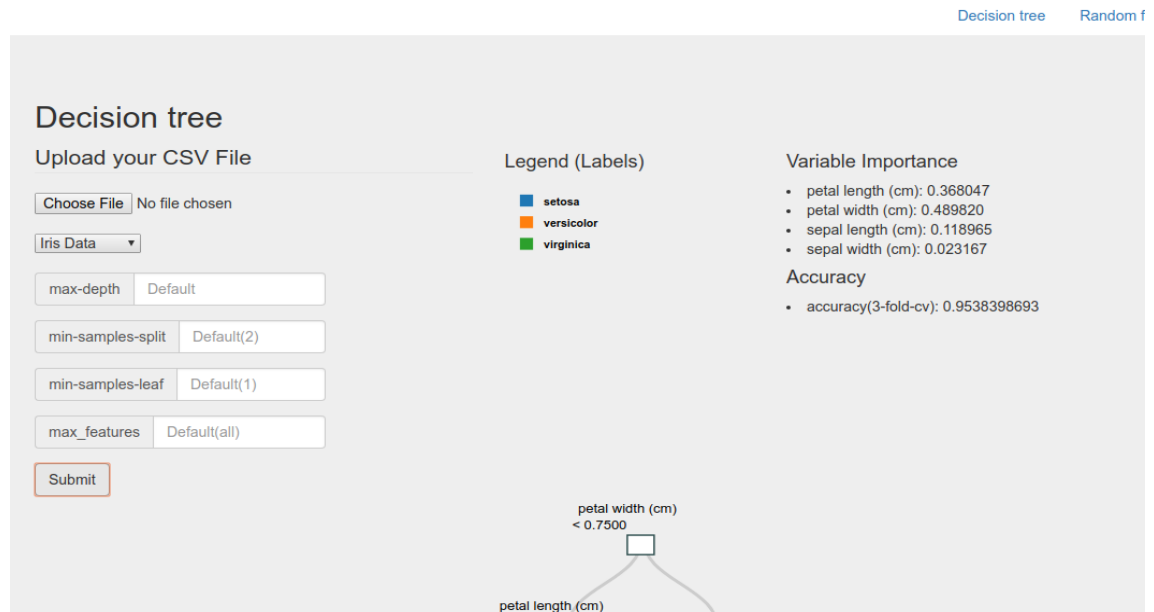 Decision tree Random f
Decision tree
Upload your CSV File
Choose File No file chosen
Iris Data
max-depth Default
min-samples-split Default(2)
min-samples-leaf Default(1)
max_features Default(all)
Submit
Legend (Labels)
setosa
versicolor
virginica
Variable Importance
petal length (cm): 0.368047
petal width (cm): 0.489820
sepal length (cm): 0.118965
sepal width (cm): 0.023167
Accuracy
accuracy(3-fold-cv): 0.9538398693
petal width (cm)
< 0.7500
petal length (cm)